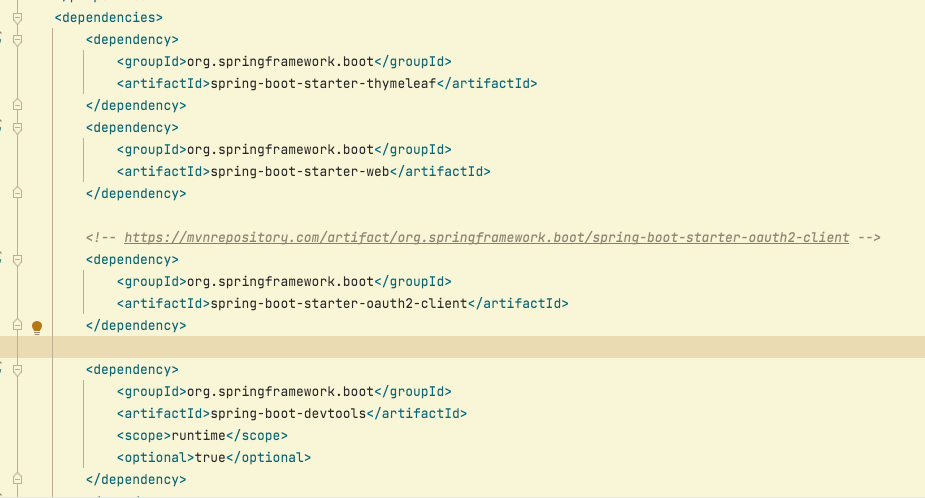 <dependencies>
<dependency>
<groupId>org.springframework.boot</groupId>
<artifactId>spring-boot-starter-thymeleaf</artifactId>
</dependency>
<dependency>
<groupId>org.springframework.boot</groupId>
<artifactId>spring-boot-starter-web</artifactId>
</dependency>
<!-- https://mvnrepository.com/artifact/org.springframework.boot/spring-boot-starter-oauth2-client -->
<dependency>
<groupId>org.springframework.boot</groupId>
<artifactId>spring-boot-starter-oauth2-client</artifactId>
</dependency>
<dependency>
<groupId>org.springframework.boot</groupId>
<artifactId>spring-boot-devtools</artifactId>
<scope>runtime</scope>
<optional>true</optional>
</dependency>